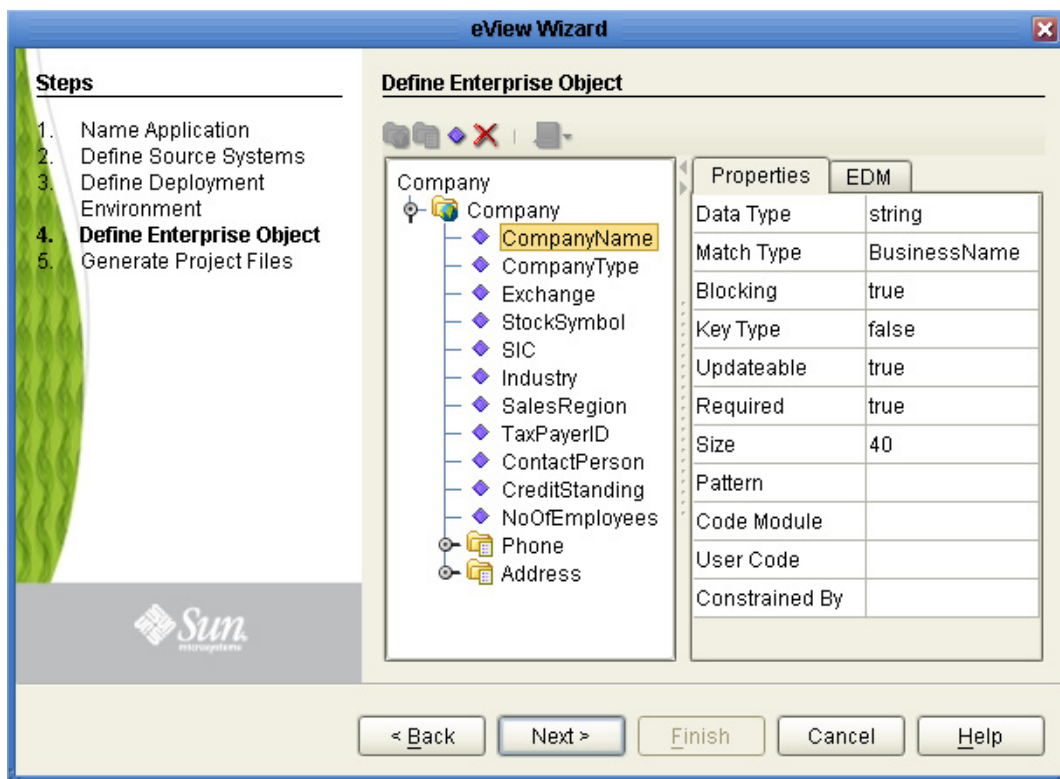 eView Wizard
Steps
1. Name Application
2. Define Source Systems
3. Define Deployment
Environment
4. Define Enterprise Object
5. Generate Project Files
Sun
microsystems
Define Enterprise Object
Company
Company
CompanyName
CompanyType
Exchange
StockSymbol
SIC
Industry
SalesRegion
TaxPayerID
ContactPerson
CreditStanding
NoOfEmployees
Phone
Address
Properties EDM
Data Type string
Match Type BusinessName
Blocking true
Key Type false
Updateable true
Required true
Size 40
Pattern
Code Module
User Code
Constrained By
< Back Next > Finish Cancel Help